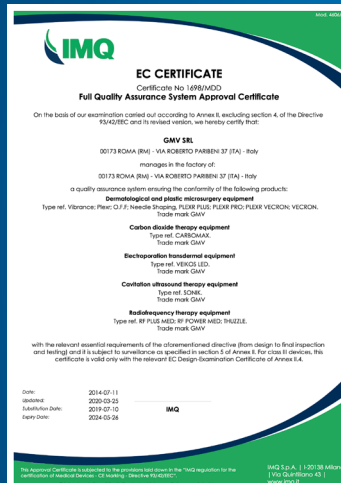 Mod. 4606/
IMQ
EC CERTIFICATE
Certificate No 1698/MDD
Full Quality Assurance System Approval Certificate
On the basis of our examination carried out according to Annex II, excluding section 4, of the Directive
93/42/EEC and its revised version, we hereby certify that:
GMV SRL
00173 ROMA (RM) - VIA ROBERTO PARIBENI 37 (ITA) - Italy
manages in the factory of:
00173 ROMA (RM) - VIA ROBERTO PARIBENI 37 (ITA) - Italy
a quality assurance system ensuring the conformity of the following products:
Dermatological and plastic microsurgery equipment
Type ref. Vibrance; Plexr; O.F.F; Needle Shaping, PLEXR PLUS; PLEXR PRO; PLEXR VECRON; VECRON.
Trade mark GMV
Carbon dioxide therapy equipment
Type ref. CARBOMAX.
Trade mark GMV
Electroporation transdermal equipment
Type ref. VEIKOS LED.
Trade mark GMV
Cavitation ultrasound therapy equipment
Type ref. SONIK.
Trade mark GMV
Radiofrequency therapy equipment
Type ref. RF PLUS MED; RF POWER MED; THUZZLE.
Trade mark GMV
with the relevant essential requirements of the aforementioned directive (from design to final inspection
and testing) and it is subject to surveillance as specified in section 5 of Annex II. For class III devices, this
certificate is valid only with the relevant EC Design-Examination Certificate of Annex II.4.
Date: 2014-07-11
Updated: 2020-03-25
Substitution Date: 2019-07-10 IMQ
Expiry Date: 2024-05-26
This Approval Certificate is subjected to the provisions laid down in the "IMQ regulation for the
certification of Medical Devices - CE Marking - Directive 93/42/EEC".
IMQ S.p.A. | I-20138 Milano
| Via Quintiliano 43 |
www.imq.it